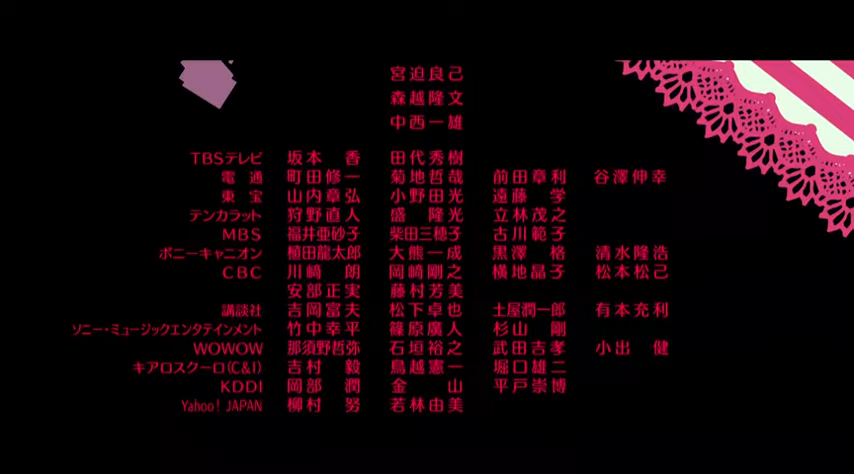 宮迫良己
森越隆文
中西一雄
TBSテレビ 坂本 香 田代秀樹
電通 町田修一 菊地哲哉 前田章利 谷澤伸幸
東宝 山内章弘 小野田光 遠藤 学
テンカラット 狩野直人 盛 隆光 立林茂之
MBS 福井亜砂子 柴田三穂子 古川範子
ポニーキャニオン 植田龍太郎 大熊一成 黒澤 格 清水隆浩
CBC 川﨑 朗 岡﨑剛之 横地晶子 松本松己
安部正実 藤村芳美
講談社 吉岡富夫 松下卓也 土屋潤一郎 有本充利
ソニー・ミュージックエンタテインメント 竹中幸平 篠原廣人 杉山 剛
WOWOW 那須野哲弥 石垣裕之 武田吉孝 小出 健
キアロスクーロ(C&I) 吉村 毅 鳥越憲一 堀口雄二
KDDI 岡部 潤 金 山 平戸崇博
Yahoo! JAPAN 柳村 努 若林由美